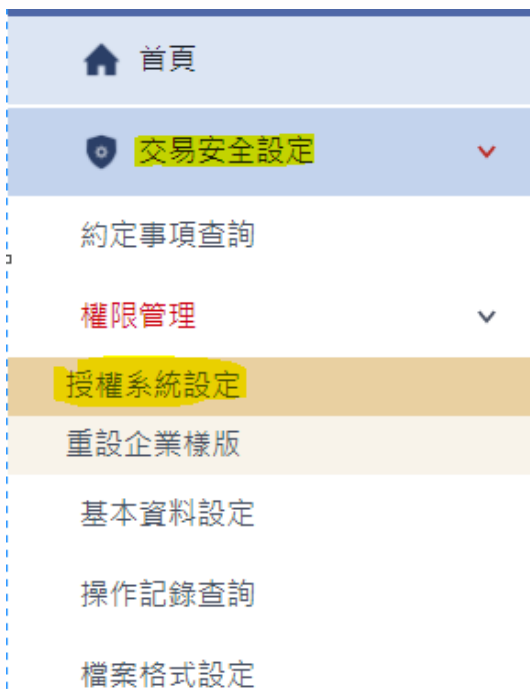 首頁
交易安全設定
約定事項查詢
權限管理
授權系統設定
重設企業樣版
基本資料設定
操作記錄查詢
檔案格式設定